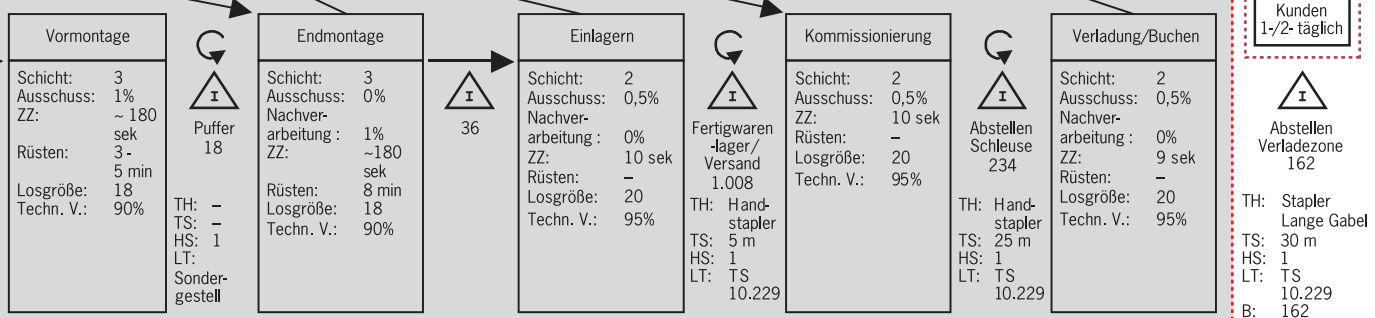 Vormontage
Schicht: 3
Ausschuss: 1%
ZZ: ~ 180
sek
Rüsten: 3 -
5 min
Losgröße: 18
Techn. V.: 90%
I
Puffer
18
TH: –
TS: –
HS: 1
LT:
Sonder-
gestell
Endmontage
Schicht: 3
Ausschuss: 0%
Nachver-
arbeitung : 1%
ZZ: ~180
sek
Rüsten: 8 min
Losgröße: 18
Techn. V.: 90%
I
36
Einlagern
Schicht: 2
Ausschuss: 0,5%
Nachver-
arbeitung : 0%
ZZ: 10 sek
Rüsten: –
Losgröße: 20
Techn. V.: 95%
I
Fertigwaren
-lager/
Versand
1.008
TH: Hand-
stapler
TS: 5 m
HS: 1
LT: TS
10.229
Kommissionierung
Schicht: 2
Ausschuss: 0,5%
ZZ: 10 sek
Rüsten: –
Losgröße: 20
Techn. V.: 95%
I
Abstellen
Schleuse
234
TH: Hand-
stapler
TS: 25 m
HS: 1
LT: TS
10.229
Verladung/Buchen
Schicht: 2
Ausschuss: 0,5%
Nachver-
arbeitung : 0%
ZZ: 9 sek
Rüsten: –
Losgröße: 20
Techn. V.: 95%
Kunden
1-/2- täglich
I
Abstellen
Verladezone
162
TH: Stapler
Lange Gabel
TS: 30 m
HS: 1
LT: TS
10.229
B: 162